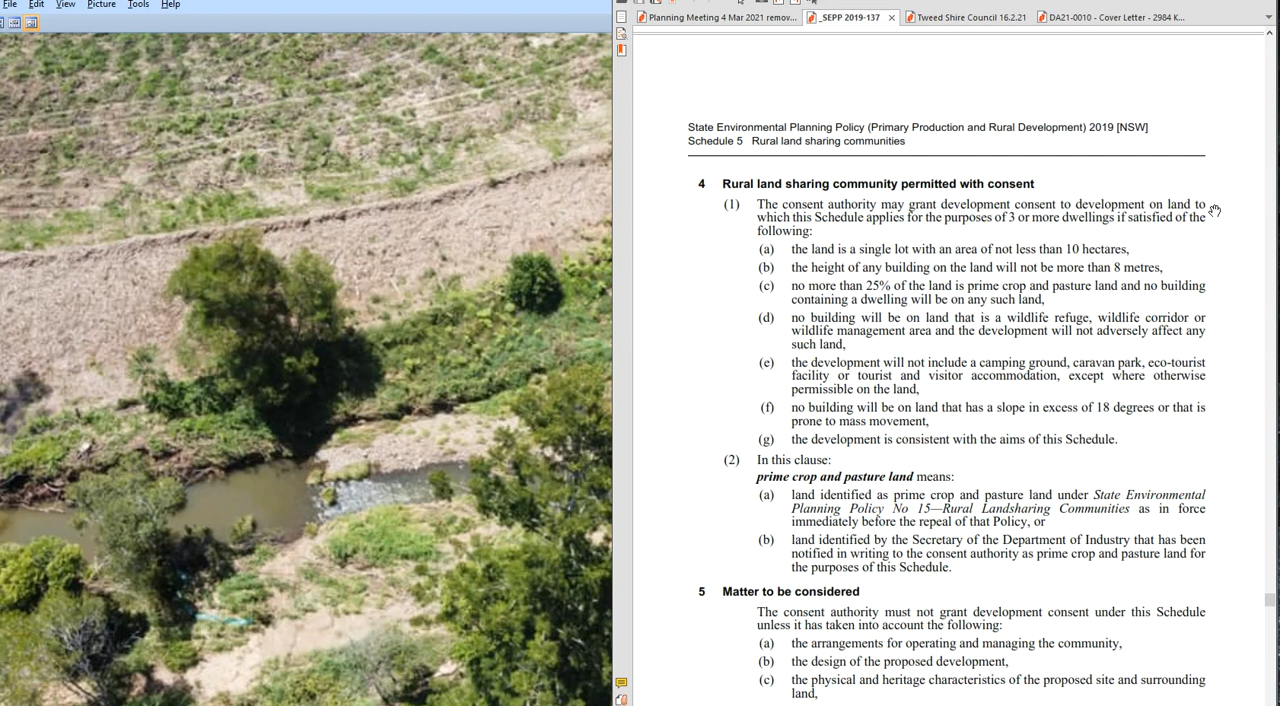 File Edit View Picture Tools Help
Planning Meeting 4 Mar 2021 remov... _SEPP 2019-137 Tweed Shire Council 16.2.21 DA21-0010 - Cover Letter - 2984 K...
State Environmental Planning Policy (Primary Production and Rural Development) 2019 [NSW]
Schedule 5 Rural land sharing communities
4 Rural land sharing community permitted with consent
(1) The consent authority may grant development consent to development on land to
which this Schedule applies for the purposes of 3 or more dwellings if satisfied of the
following:
(a) the land is a single lot with an area of not less than 10 hectares,
(b) the height of any building on the land will not be more than 8 metres,
(c) no more than 25% of the land is prime crop and pasture land and no building
containing a dwelling will be on any such land,
(d) no building will be on land that is a wildlife refuge, wildlife corridor or
wildlife management area and the development will not adversely affect any
such land,
(e) the development will not include a camping ground, caravan park, eco-tourist
facility or tourist and visitor accommodation, except where otherwise
permissible on the land,
(f) no building will be on land that has a slope in excess of 18 degrees or that is
prone to mass movement,
(g) the development is consistent with the aims of this Schedule.
(2) In this clause:
prime crop and pasture land means:
(a) land identified as prime crop and pasture land under State Environmental
Planning Policy No 15—Rural Landsharing Communities as in force
immediately before the repeal of that Policy, or
(b) land identified by the Secretary of the Department of Industry that has been
notified in writing to the consent authority as prime crop and pasture land for
the purposes of this Schedule.
5 Matter to be considered
The consent authority must not grant development consent under this Schedule
unless it has taken into account the following:
(a) the arrangements for operating and managing the community,
(b) the design of the proposed development,
(c) the physical and heritage characteristics of the proposed site and surrounding
land,